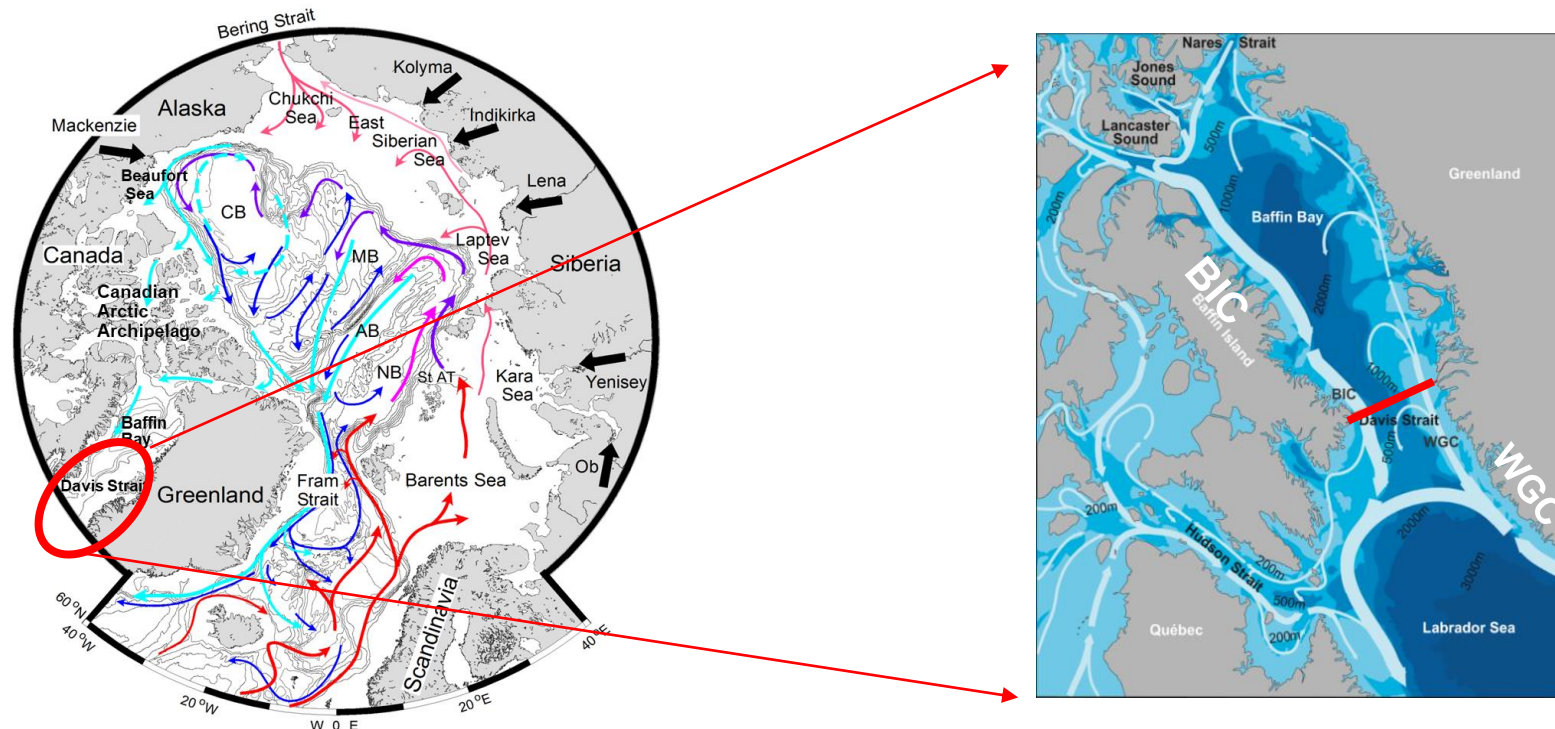 Bering Strait
Kolyma
Alaska
Chukchi
Sea
Indikirka
East
Siberian
Sea
Mackenzie
Beaufort
Sea
Lena
CB
Laptev
Sea
Canada
MB
Siberia
Canadian
Arctic
Archipelago
AB
NB
St AT
Kara
Sea
Yenisey
Baffin
Bay
Davis Strait
Greenland
Fram
Strait
Barents Sea
Ob
Scandinavia
60°N
40°W
20°W
W 0 E
20°E
40°E
Nares Strait
Jones
Sound
Lancaster
Sound
500m
Greenland
200m
1000m
Baffin Bay
2000m
BIC
Baffin Island
1000m
BIC
Davis Strait
500m
WGC
WGC
200m
2000m
Hudson Strait
200m
3000m
500m
200m
Québec
Labrador Sea